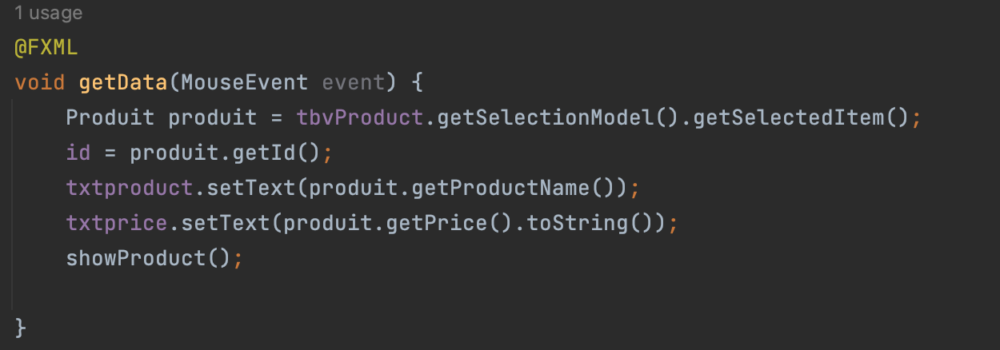 1 usage
@FXML
void getData(MouseEvent event) {
    Produit produit = tbvProduct.getSelectionModel().getSelectedItem();
    id = produit.getId();
    txtproduct.setText(produit.getProductName());
    txtprice.setText(produit.getPrice().toString());
    showProduct();
}